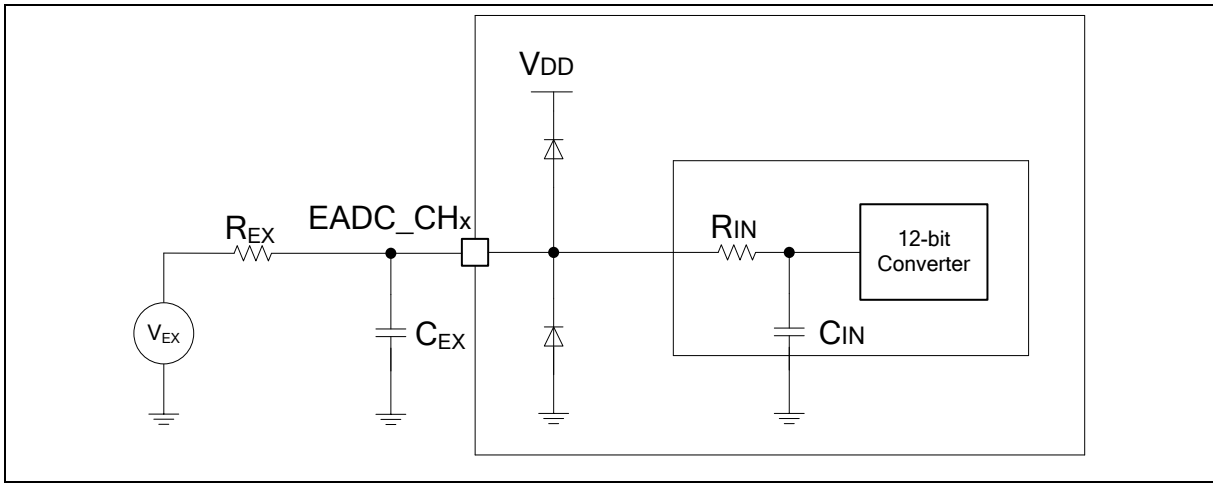 VDD
EADC_CHx
REX
RIN
12-bit
Converter
VEX
CEX
CIN